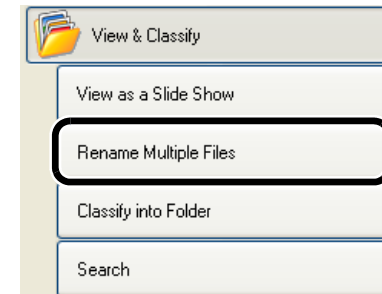 View & Classify
View as a Slide Show
Rename Multiple Files
Classify into Folder
Search